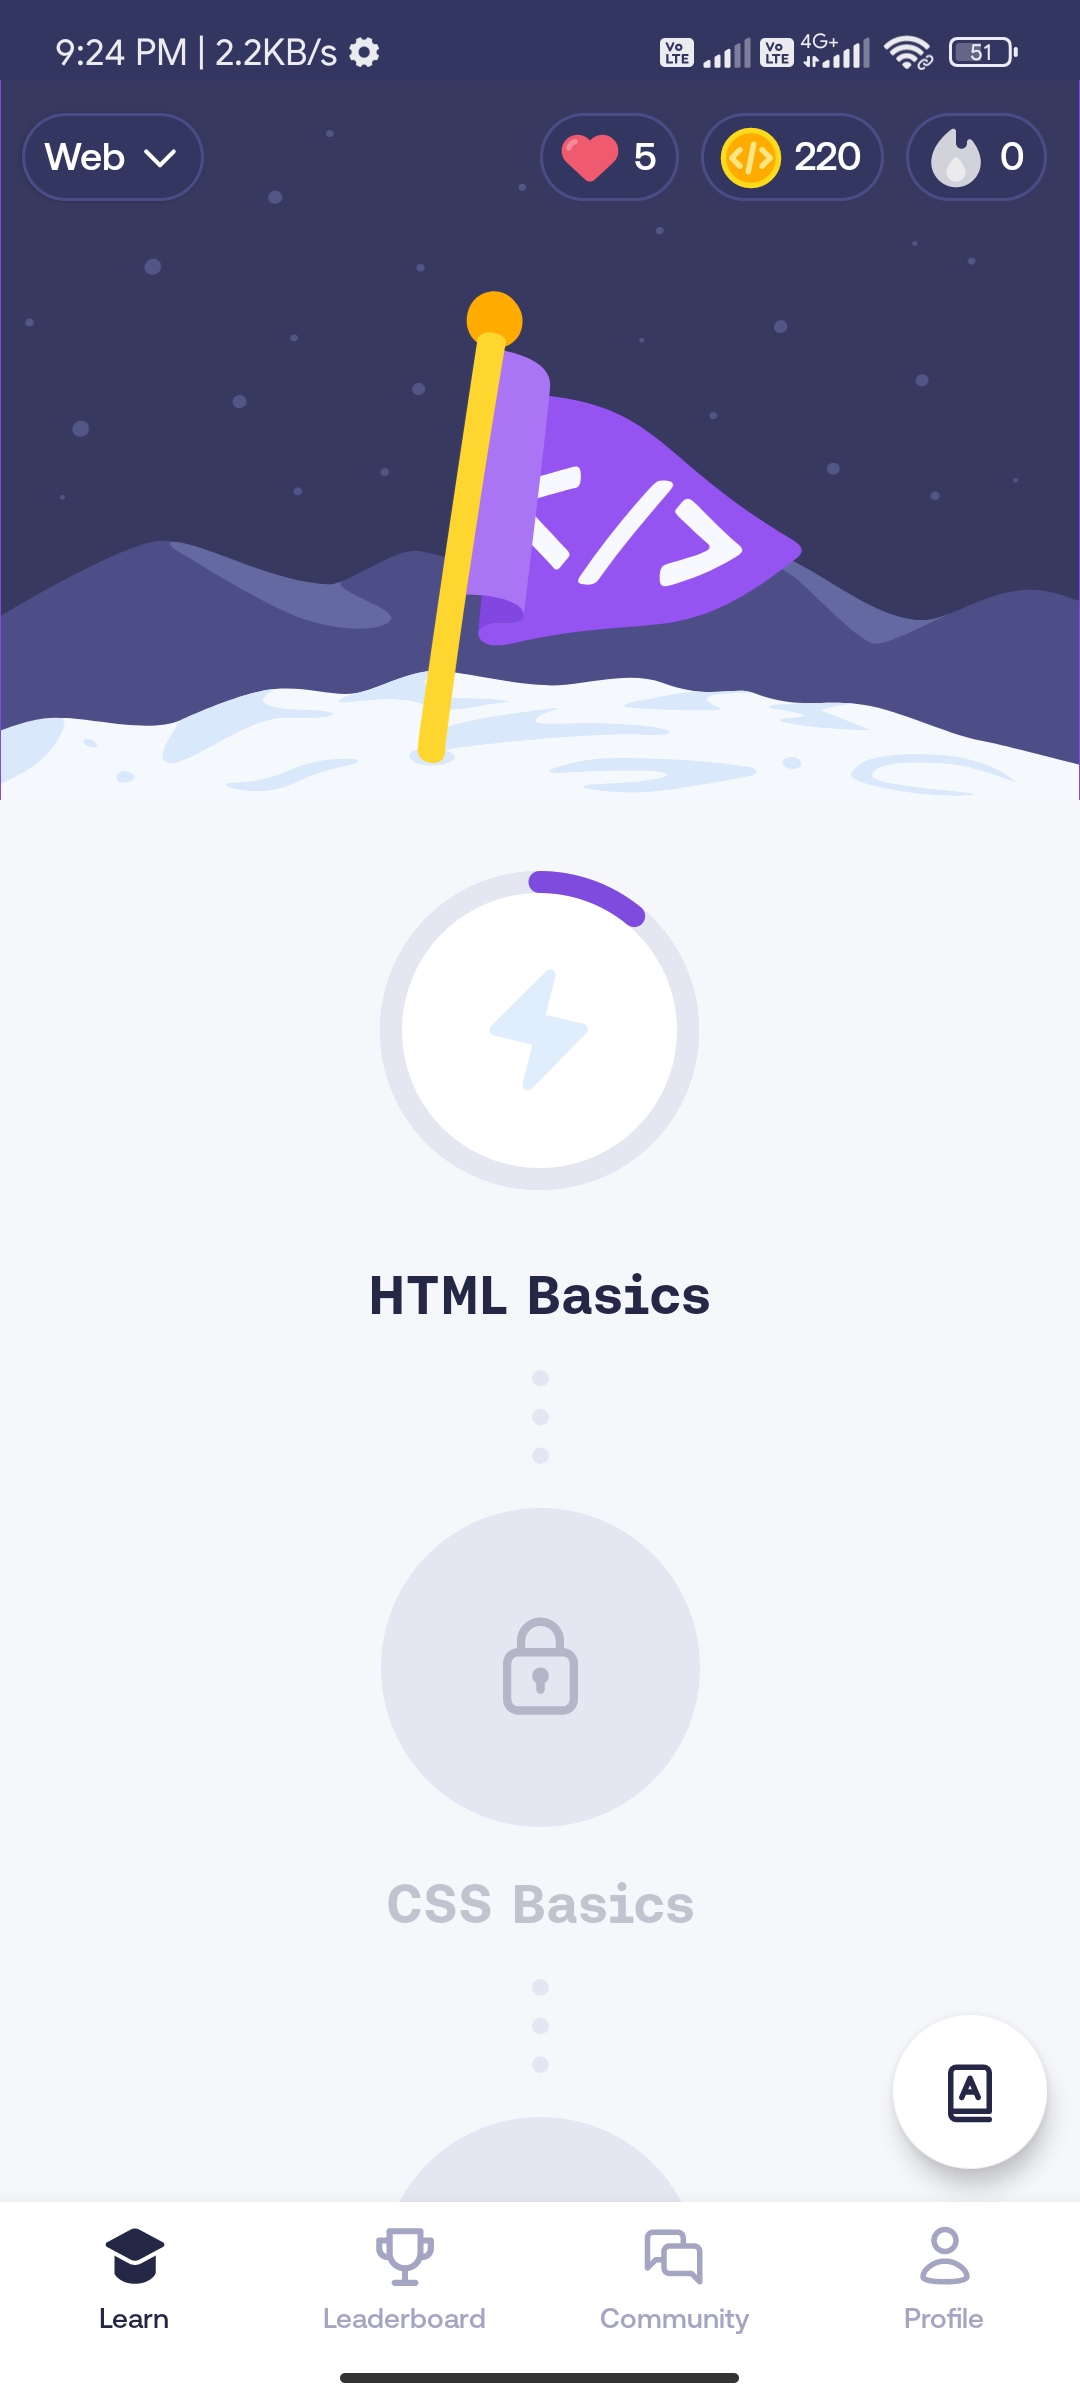 9:24 PM | 2.2KB/s Vo LTE Vo LTE 4G+ 51
Web 5 220 0
</>
HTML Basics
CSS Basics
A
Learn Leaderboard Community Profile